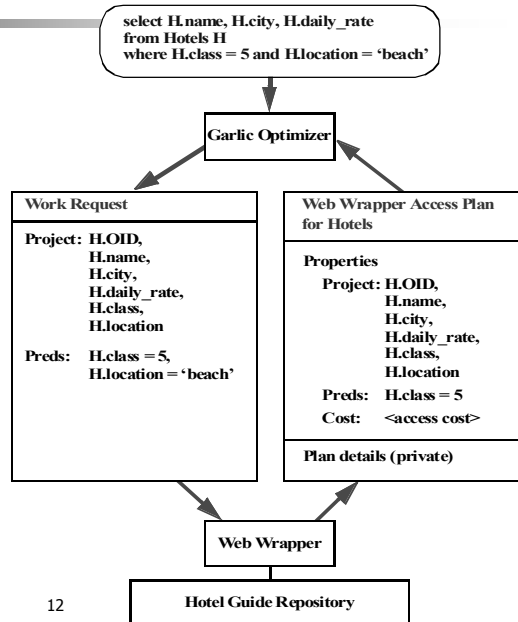 select H.name, H.city, H.daily_rate
from Hotels H
where H.class = 5 and H.location = ‘beach’
Garlic Optimizer
Work Request
Project: H.OID,
H.name,
H.city,
H.daily_rate,
H.class,
H.location
Preds: H.class = 5,
H.location = ‘beach’
Web Wrapper Access Plan
for Hotels
Properties
Project: H.OID,
H.name,
H.city,
H.daily_rate,
H.class,
H.location
Preds: H.class = 5
Cost: <access cost>
Plan details (private)
Web Wrapper
Hotel Guide Repository
12